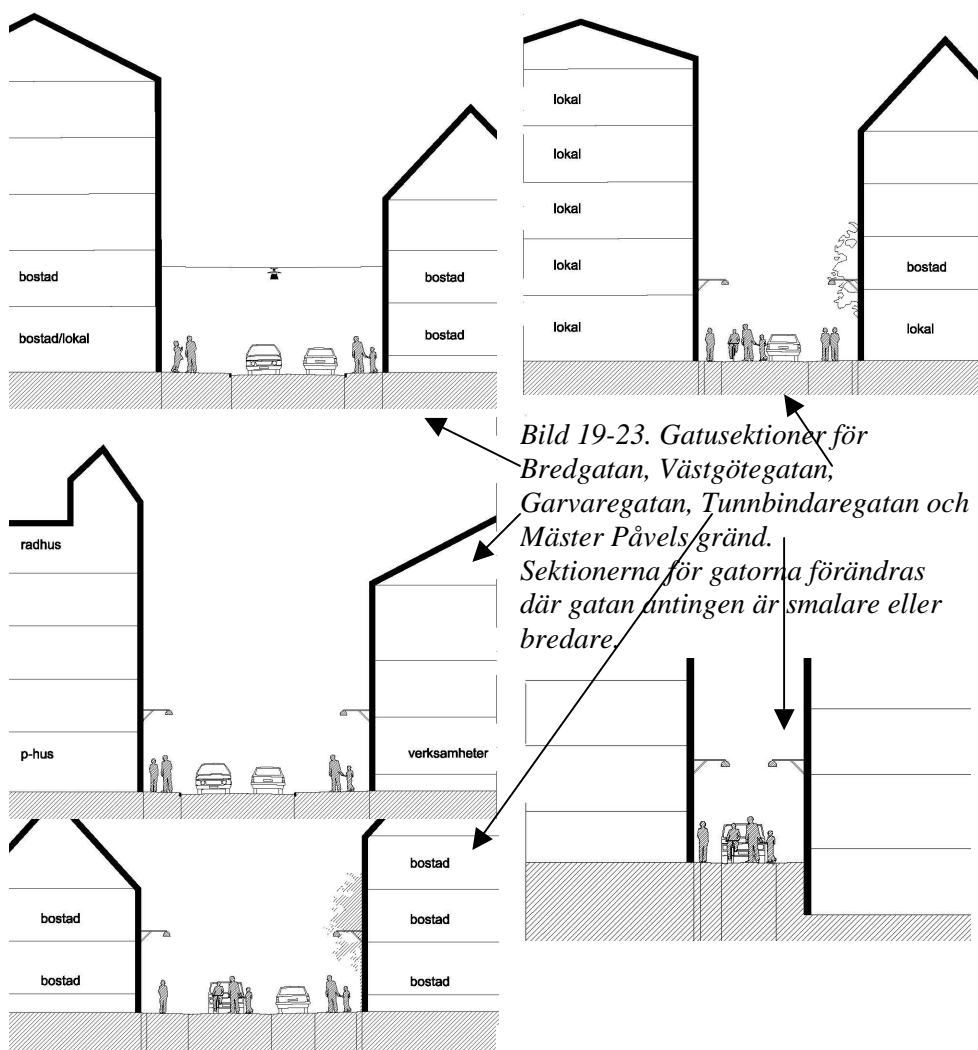 bostad
bostad/lokal
bostad
bostad
lokal
lokal
lokal
lokal
lokal
bostad
lokal
Bild 19-23. Gatusektioner för
Bredgatan, Västgötegatan,
Garvaregatan, Tunnbindaregatan och
Mäster Påvels gränd.
Sektionerna för gatorna förändras
där gatan antingen är smalare eller
bredare.
radhus
p-hus
verksamheter
bostad
bostad
bostad
bostad
bostad